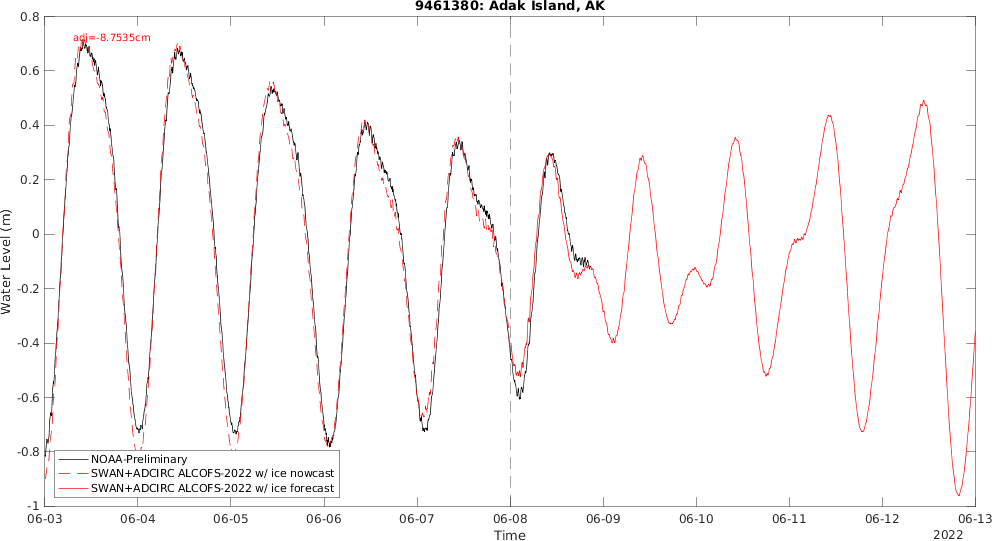 9461380: Adak Island, AK
adj=-8.7535cm
0.8
0.6
0.4
0.2
0
-0.2
-0.4
-0.6
-0.8
-1
Water Level (m)
NOAA-Preliminary
SWAN+ADCIRC ALCOFS-2022 w/ ice nowcast
SWAN+ADCIRC ALCOFS-2022 w/ ice forecast
06-03 06-04 06-05 06-06 06-07 06-08 06-09 06-10 06-11 06-12 06-13
Time
2022